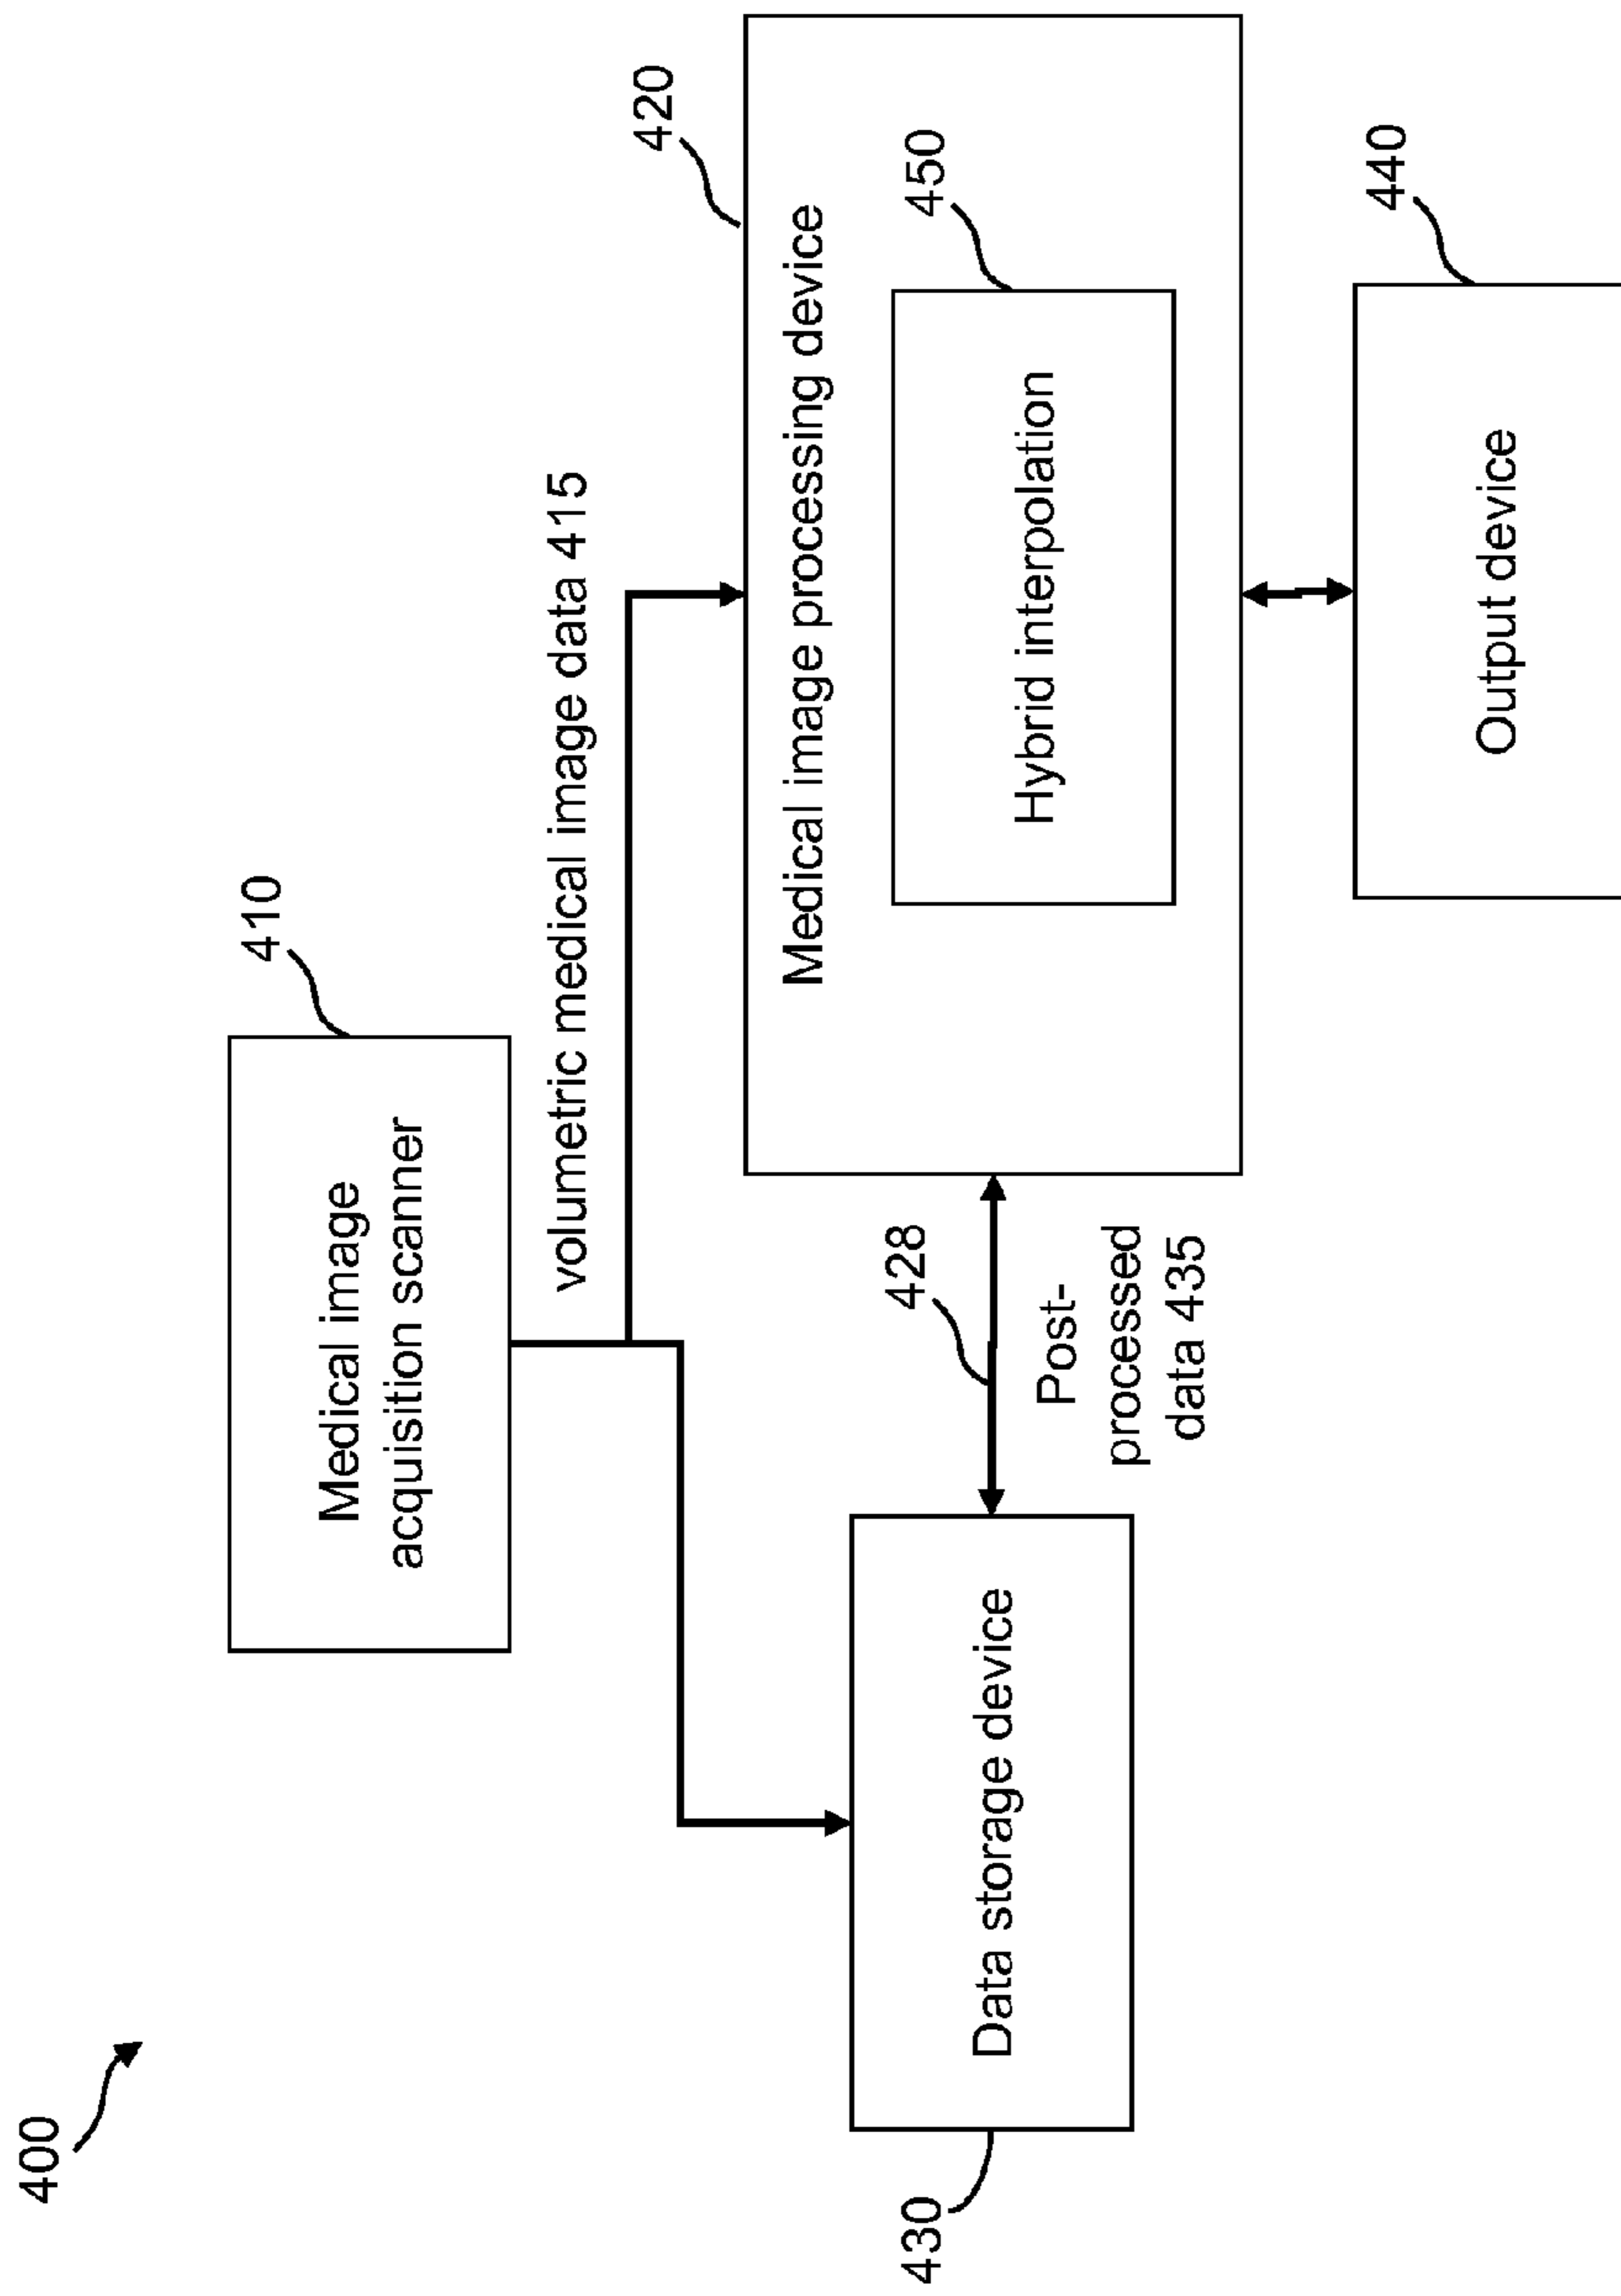 400
410
Medical image
acquisition scanner
volumetric medical image data 415
420
Medical image processing device
450
Hybrid interpolation
428
Post-
processed
data 435
430
Data storage device
440
Output device